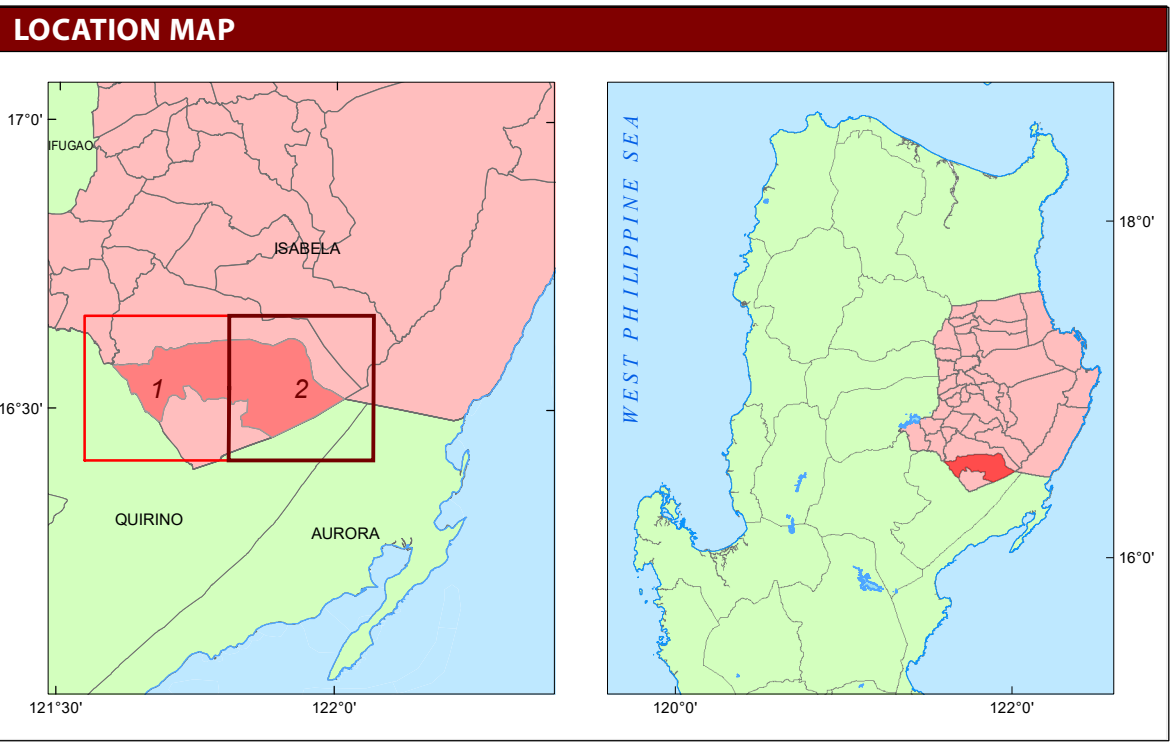 LOCATION MAP
17°0'
IFUGAO
ISABELA
1
2
16°30'
QUIRINO
AURORA
121°30'
122°0'
WEST PHILIPPINE SEA
18°0'
16°0'
120°0'
122°0'